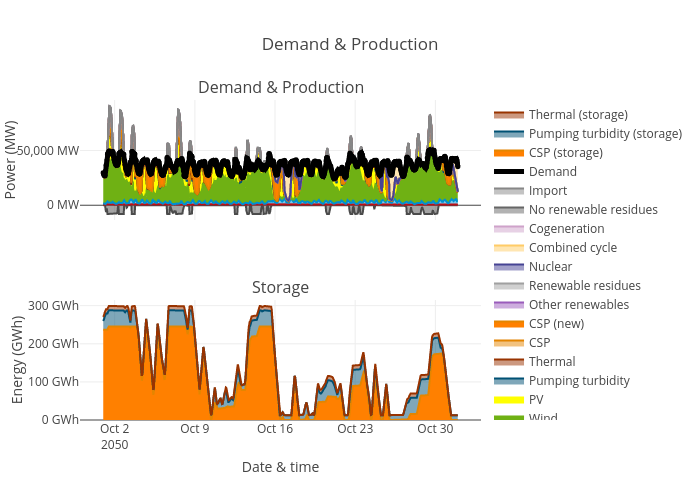 Demand & Production
Demand & Production
Power (MW)
50,000 MW
0 MW
Storage
Energy (GWh)
300 GWh
200 GWh
100 GWh
0 GWh
Oct 2
2050
Oct 9
Oct 16
Oct 23
Oct 30
Date & time
Thermal (storage)
Pumping turbidity (storage)
CSP (storage)
Demand
Import
No renewable residues
Cogeneration
Combined cycle
Nuclear
Renewable residues
Other renewables
CSP (new)
CSP
Thermal
Pumping turbidity
PV
Wind